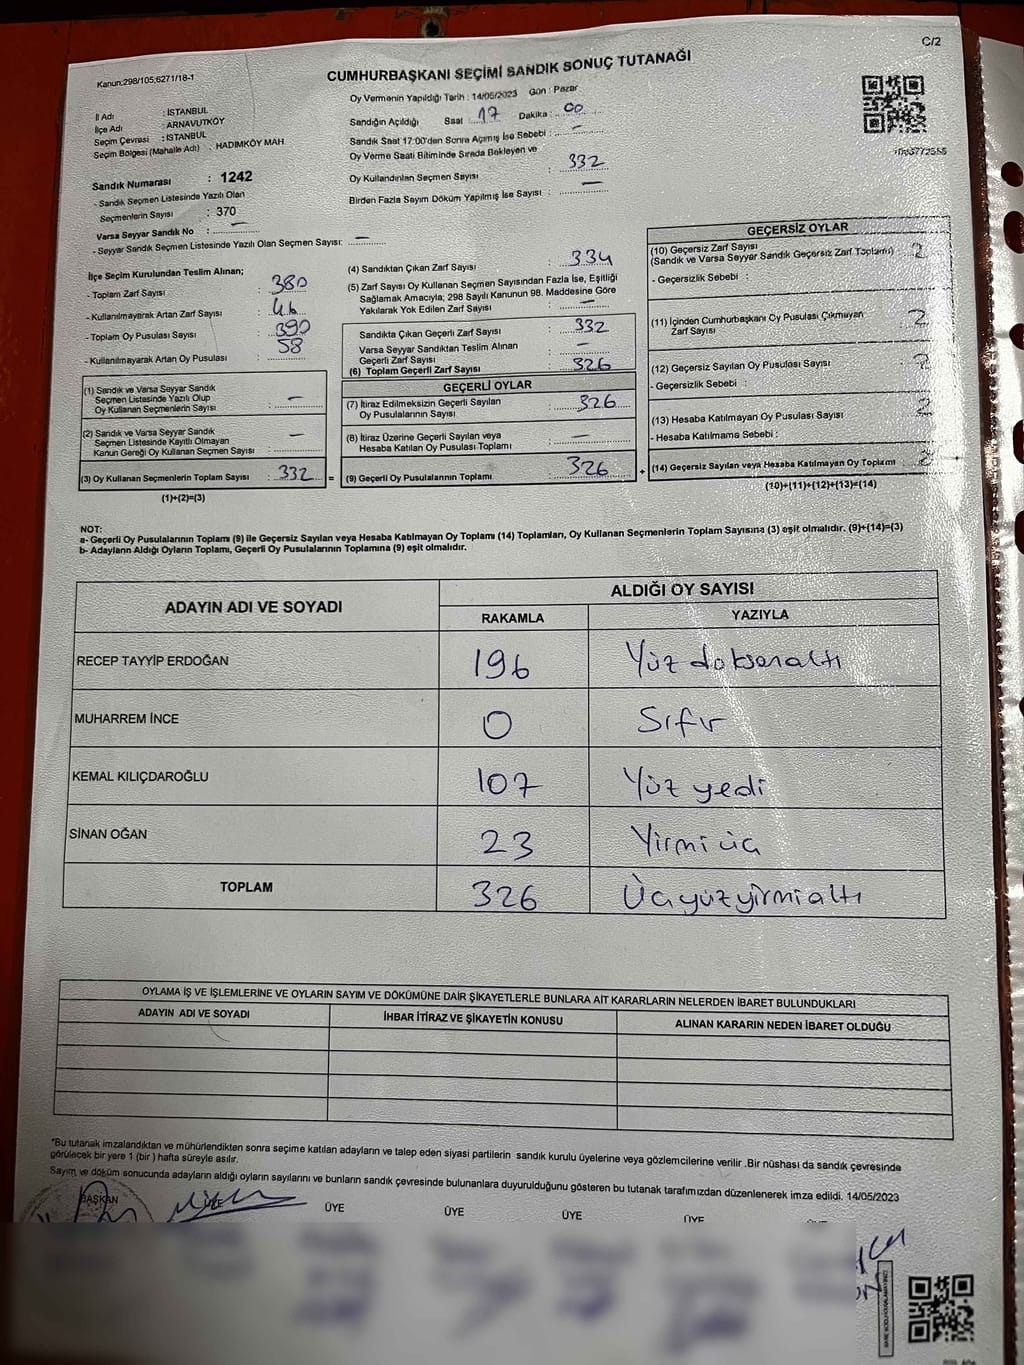 C/2
Kanun:298/105,6271/18-1
CUMHURBAŞKANI SEÇİMİ SANDIK SONUÇ TUTANAĞI
İl Adı : İSTANBUL
İlçe Adı : ARNAVUTKÖY
Seçim Çevresi : İSTANBUL
Seçim Bölgesi (Mahalle Adı) : HADIMKÖY MAH
Sandık Numarası : 1242
- Sandık Seçmen Listesinde Yazılı Olan
Seçmenlerin Sayısı : 370
Varsa Seyyar Sandık No : —
- Seyyar Sandık Seçmen Listesinde Yazılı Olan Seçmen Sayısı: —
Oy Vermenin Yapıldığı Tarih : 14/05/2023 Gün : Pazar
Sandığın Açıldığı Saat : 17 Dakika : 00
Sandık Saat 17:00'den Sonra Açımış İse Sebebi : —
Oy Verme Saati Bitiminde Sırada Bekleyen ve
Oy Kullandırılan Seçmen Sayısı : 332
Birden Fazla Sayım Döküm Yapılmış İse Sayısı : —
İlçe Seçim Kurulundan Teslim Alınan;
- Toplam Zarf Sayısı : 380
- Kullanılmayarak Artan Zarf Sayısı : 46
- Toplam Oy Pusulası Sayısı : 390
- Kullanılmayarak Artan Oy Pusulası : 58
(1) Sandık ve Varsa Seyyar Sandık
Seçmen Listesinde Yazılı Olup
Oy Kullanan Seçmenlerin Sayısı : —
(2) Sandık ve Varsa Seyyar Sandık
Seçmen Listesinde Kayıtlı Olmayan
Kanun Gereği Oy Kullanan Seçmen Sayısı : —
(3) Oy Kullanan Seçmenlerin Toplam Sayısı : 332 =
(1)+(2)=(3)
(4) Sandıktan Çıkan Zarf Sayısı : 334
(5) Zarf Sayısı Oy Kullanan Seçmen Sayısından Fazla İse, Eşitliği
Sağlamak Amacıyla; 298 Sayılı Kanunun 98. Maddesine Göre
Yakılarak Yok Edilen Zarf Sayısı : —
Sandıkta Çıkan Geçerli Zarf Sayısı : 332
Varsa Seyyar Sandıktan Teslim Alınan
Geçerli Zarf Sayısı : —
(6) Toplam Geçerli Zarf Sayısı : 326
GEÇERLİ OYLAR
(7) İtiraz Edilmeksizin Geçerli Sayılan
Oy Pusulalarının Sayısı : 326
(8) İtiraz Üzerine Geçerli Sayılan veya
Hesaba Katılan Oy Pusulası Toplamı : —
(9) Geçerli Oy Pusulalarının Toplamı : 326 +
GEÇERSİZ OYLAR
(10) Geçersiz Zarf Sayısı
(Sandık ve Varsa Seyyar Sandık Geçersiz Zarf Toplamı) : 2
- Geçersizlik Sebebi :
(11) İçinden Cumhurbaşkanı Oy Pusulası Çıkmayan
Zarf Sayısı : 2
(12) Geçersiz Sayılan Oy Pusulası Sayısı : 2
- Geçersizlik Sebebi :
(13) Hesaba Katılmayan Oy Pusulası Sayısı : 2
- Hesaba Katılmama Sebebi :
(14) Geçersiz Sayılan veya Hesaba Katılmayan Oy Toplamı
(10)+(11)+(12)+(13)=(14)
NOT:
a- Geçerli Oy Pusulalarının Toplamı (9) ile Geçersiz Sayılan veya Hesaba Katılmayan Oy Toplamı (14) Toplamları, Oy Kullanan Seçmenlerin Toplam Sayısına (3) eşit olmalıdır. (9)+(14)=(3)
b- Adayların Aldığı Oyların Toplamı, Geçerli Oy Pusulalarının Toplamına (9) eşit olmalıdır.
ADAYIN ADI VE SOYADI
ALDIĞI OY SAYISI
RAKAMLA YAZIYLA
RECEP TAYYİP ERDOĞAN 196 Yüz doksanaltı
MUHARREM İNCE 0 Sıfır
KEMAL KILIÇDAROĞLU 107 Yüz yedi
SİNAN OĞAN 23 Yirmi üç
TOPLAM 326 Üçyüzyirmialtı
OYLAMA İŞ VE İŞLEMLERİNE VE OYLARIN SAYIM VE DÖKÜMÜNE DAİR ŞİKAYETLERLE BUNLARA AİT KARARLARIN NELERDEN İBARET BULUNDUKLARI
ADAYIN ADI VE SOYADI İHBAR İTİRAZ VE ŞİKAYETİN KONUSU ALINAN KARARIN NEDEN İBARET OLDUĞU
*Bu tutanak imzalandıktan ve mühürlendikten sonra seçime katılan adayların ve talep eden siyasi partilerin sandık kurulu üyelerine veya gözlemcilerine verilir .Bir nüshası da sandık çevresinde
görülecek bir yere 1 (bir ) hafta süreyle asılır.
Sayım ve döküm sonucunda adayların aldığı oyların sayılarını ve bunların sandık çevresinde bulunanlara duyurulduğunu gösteren bu tutanak tarafımızdan düzenlenerek imza edildi. 14/05/2023
BAŞKAN ÜYE ÜYE ÜYE ÜYE ÜYE